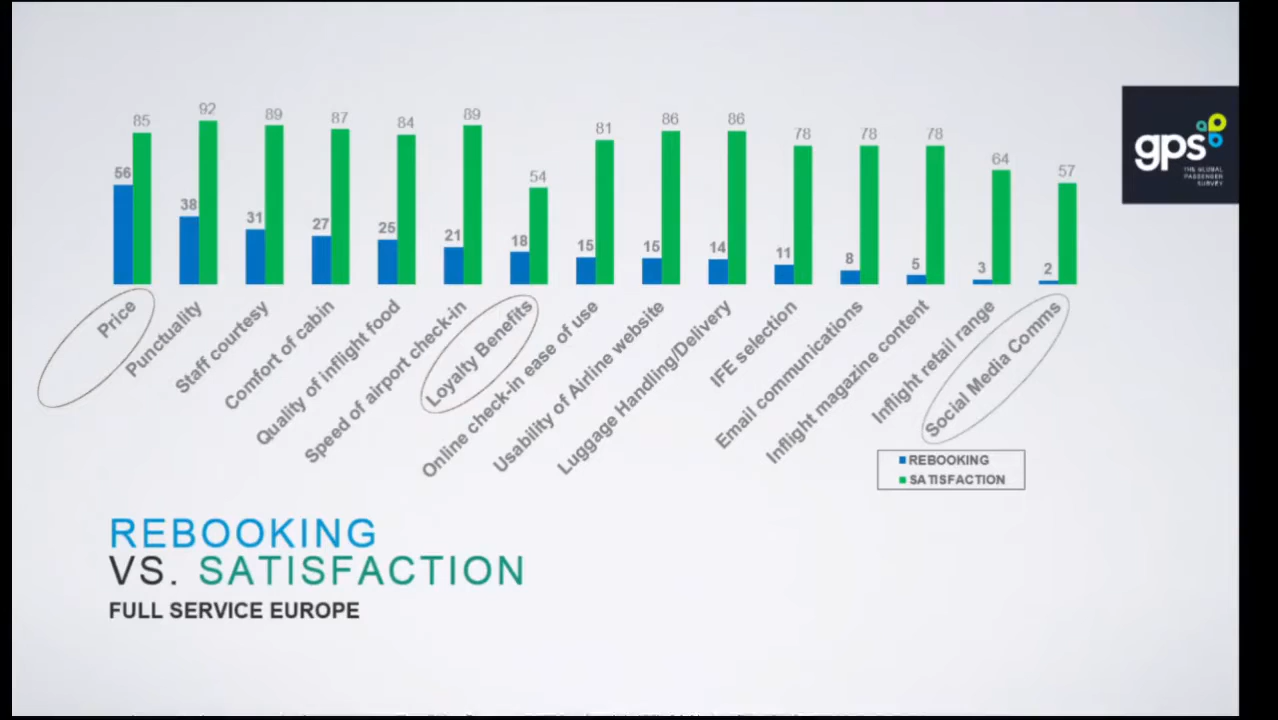 85
92
89
87
84
89
54
81
86
86
78
78
78
64
57
56
38
31
27
25
21
18
15
15
14
11
8
5
3
2
Price
Punctuality
Staff courtesy
Comfort of cabin
Quality of inflight food
Speed of airport check-in
Loyalty Benefits
Online check-in ease of use
Usability of Airline website
Luggage Handling/Delivery
IFE selection
Email communications
Inflight magazine content
Inflight retail range
Social Media Comms
gps
THE GLOBAL
PASSENGER
SURVEY
REBOOKING
SATISFACTION
REBOOKING
VS. SATISFACTION
FULL SERVICE EUROPE